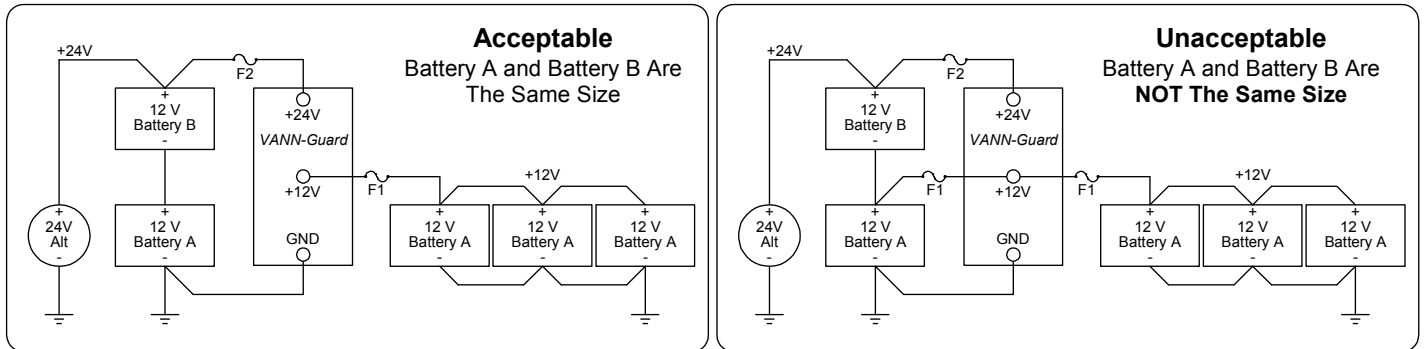 Acceptable
Battery A and Battery B Are
The Same Size
+24V
F2
+
12 V
Battery B
-
+24V
VANN-Guard
+12V
F1
+12V
+
24V
Alt
-
+
12 V
Battery A
-
GND
+
12 V
Battery A
-
+
12 V
Battery A
-
+
12 V
Battery A
-
Unacceptable
Battery A and Battery B Are
NOT The Same Size
+24V
F2
+
12 V
Battery B
-
+24V
VANN-Guard
F1
+12V
F1
+12V
+
24V
Alt
-
+
12 V
Battery A
-
GND
+
12 V
Battery A
-
+
12 V
Battery A
-
+
12 V
Battery A
-